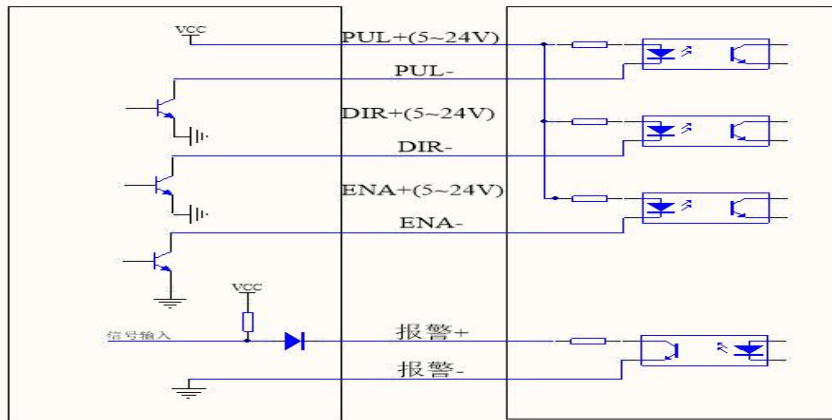 VCC
PUL+(5~24V)
PUL-
DIR+(5~24V)
DIR-
ENA+(5~24V)
ENA-
VCC
信号输入
报警+
报警-